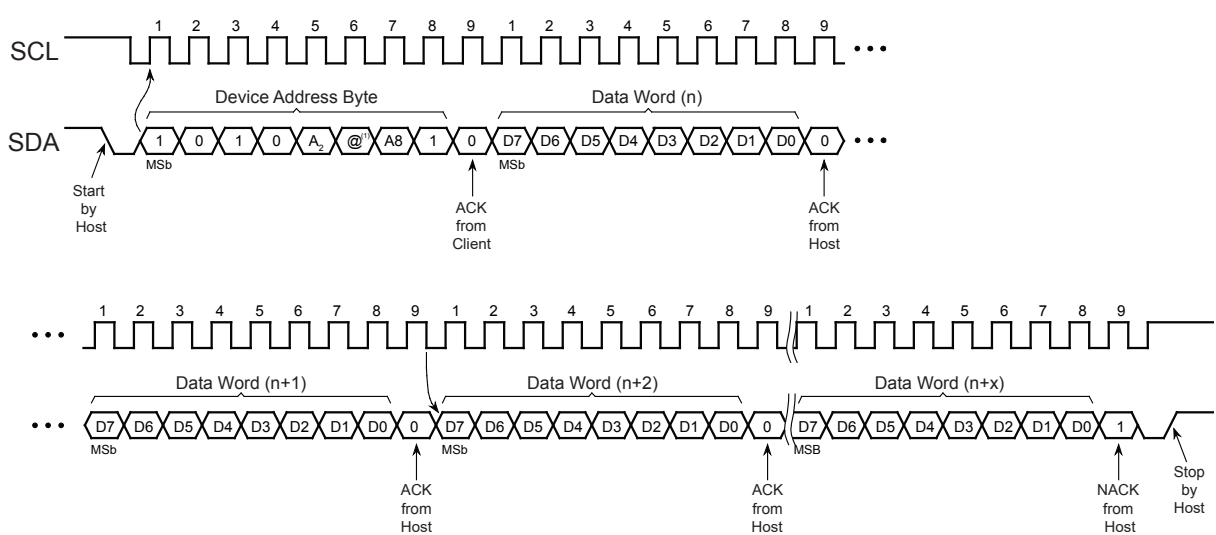 1 2 3 4 5 6 7 8 9 1 2 3 4 5 6 7 8 9
SCL
Device Address Byte Data Word (n)
SDA 1 0 1 0 A2 @(1) A8 1 0 D7 D6 D5 D4 D3 D2 D1 D0 0
MSb MSb
Start
by
Host
ACK
from
Client
ACK
from
Host
1 2 3 4 5 6 7 8 9 1 2 3 4 5 6 7 8 9 1 2 3 4 5 6 7 8 9
Data Word (n+1) Data Word (n+2) Data Word (n+x)
D7 D6 D5 D4 D3 D2 D1 D0 0 D7 D6 D5 D4 D3 D2 D1 D0 0 D7 D6 D5 D4 D3 D2 D1 D0 1
MSb MSb MSB
ACK
from
Host
ACK
from
Host
NACK
from
Host
Stop
by
Host